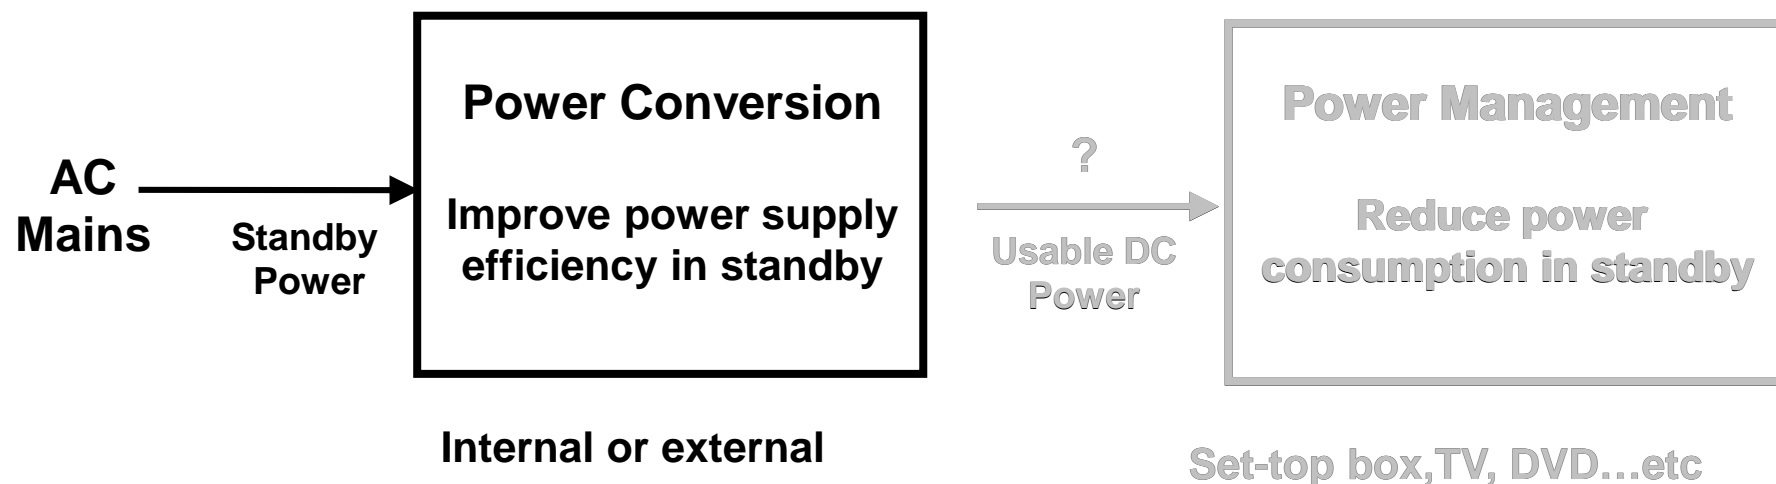 AC
Mains
Standby
Power
Power Conversion
Improve power supply
efficiency in standby
Internal or external
?
Usable DC
Power
Power Management
Reduce power
consumption in standby
Set-top box,TV, DVD…etc